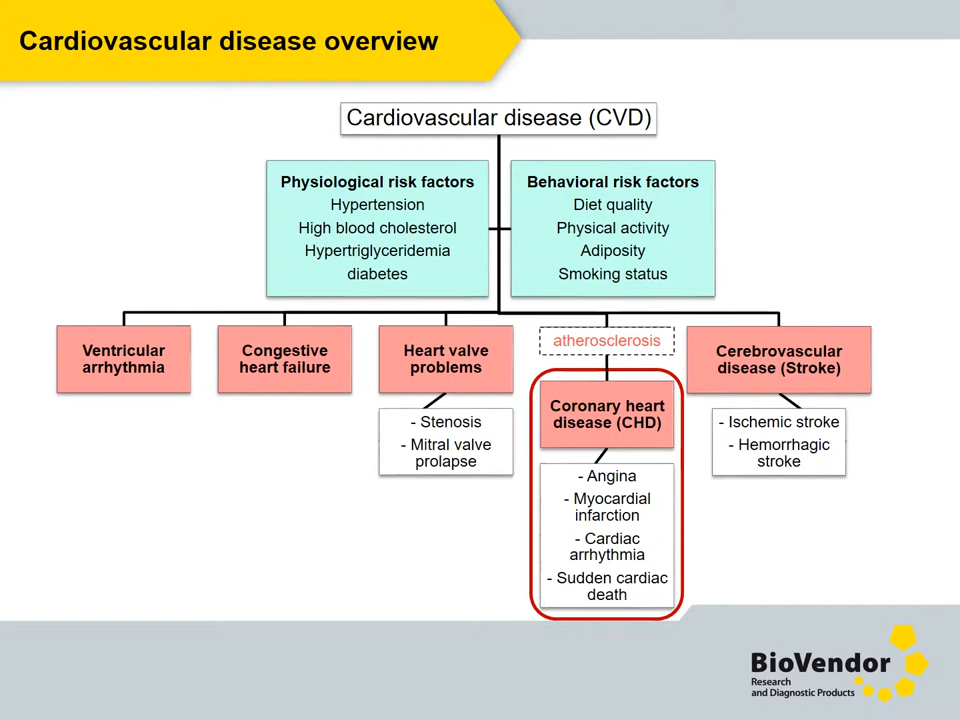 Cardiovascular disease overview
Cardiovascular disease (CVD)
Physiological risk factors
Hypertension
High blood cholesterol
Hypertriglyceridemia
diabetes
Behavioral risk factors
Diet quality
Physical activity
Adiposity
Smoking status
Ventricular
arrhythmia
Congestive
heart failure
Heart valve
problems
- Stenosis
- Mitral valve
prolapse
atherosclerosis
Coronary heart
disease (CHD)
- Angina
- Myocardial
infarction
- Cardiac
arrhythmia
- Sudden cardiac
death
Cerebrovascular
disease (Stroke)
- Ischemic stroke
- Hemorrhagic
stroke
BioVendor
Research
and Diagnostic Products